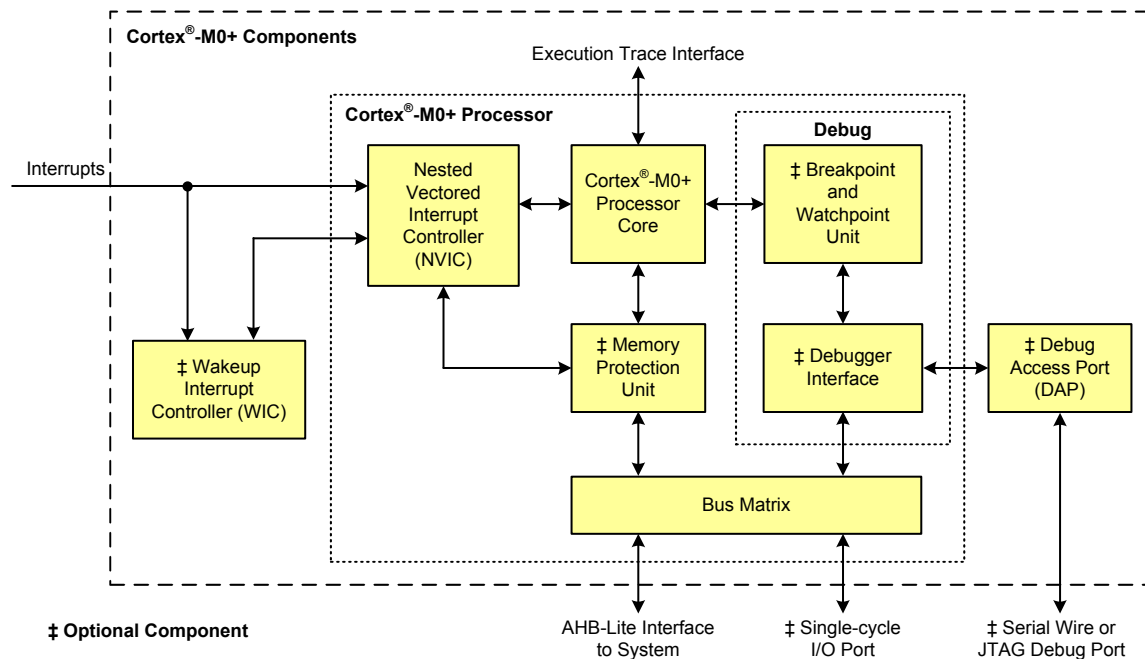 Cortex®-M0+ Components
Execution Trace Interface
Cortex®-M0+ Processor
Debug
Interrupts
Nested
Vectored
Interrupt
Controller
(NVIC)
Cortex®-M0+
Processor
Core
‡ Breakpoint
and
Watchpoint
Unit
‡ Wakeup
Interrupt
Controller (WIC)
‡ Memory
Protection
Unit
‡ Debugger
Interface
‡ Debug
Access Port
(DAP)
Bus Matrix
‡ Optional Component
AHB-Lite Interface
to System
‡ Single-cycle
I/O Port
‡ Serial Wire or
JTAG Debug Port